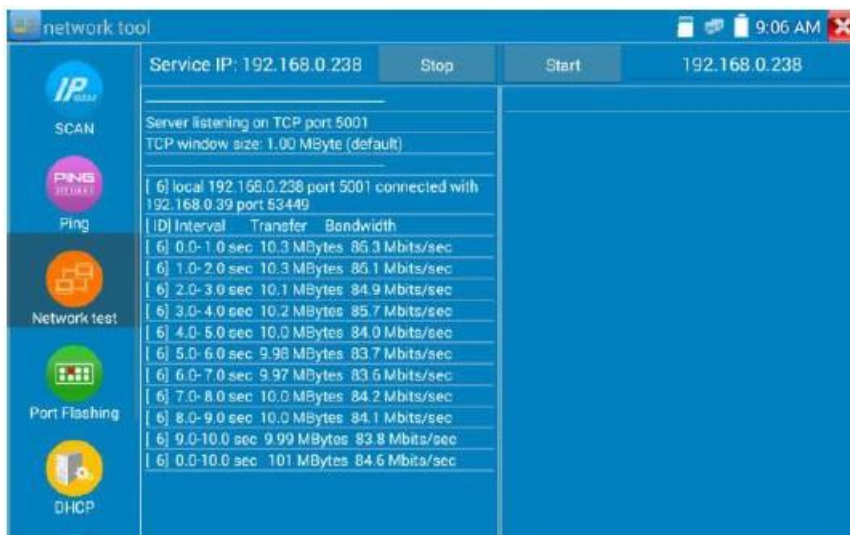 network tool
9:06 AM
Service IP: 192.168.0.238
Stop
Start
192.168.0.238
IP
SCAN
PING
Ping
Network test
Port Flashing
DHCP
Server listening on TCP port 5001
TCP window size: 1.00 MByte (default)
[ 6] local 192.168.0.238 port 5001 connected with
192.168.0.39 port 53449
[ ID] Interval Transfer Bandwidth
[ 6] 0.0- 1.0 sec 10.3 MBytes 86.3 Mbits/sec
[ 6] 1.0- 2.0 sec 10.3 MBytes 86.1 Mbits/sec
[ 6] 2.0- 3.0 sec 10.1 MBytes 84.9 Mbits/sec
[ 6] 3.0- 4.0 sec 10.2 MBytes 85.7 Mbits/sec
[ 6] 4.0- 5.0 sec 10.0 MBytes 84.0 Mbits/sec
[ 6] 5.0- 6.0 sec 9.98 MBytes 83.7 Mbits/sec
[ 6] 6.0- 7.0 sec 9.97 MBytes 83.6 Mbits/sec
[ 6] 7.0- 8.0 sec 10.0 MBytes 84.2 Mbits/sec
[ 6] 8.0- 9.0 sec 10.0 MBytes 84.1 Mbits/sec
[ 6] 9.0-10.0 sec 9.99 MBytes 83.8 Mbits/sec
[ 6] 0.0-10.0 sec 101 MBytes 84.6 Mbits/sec